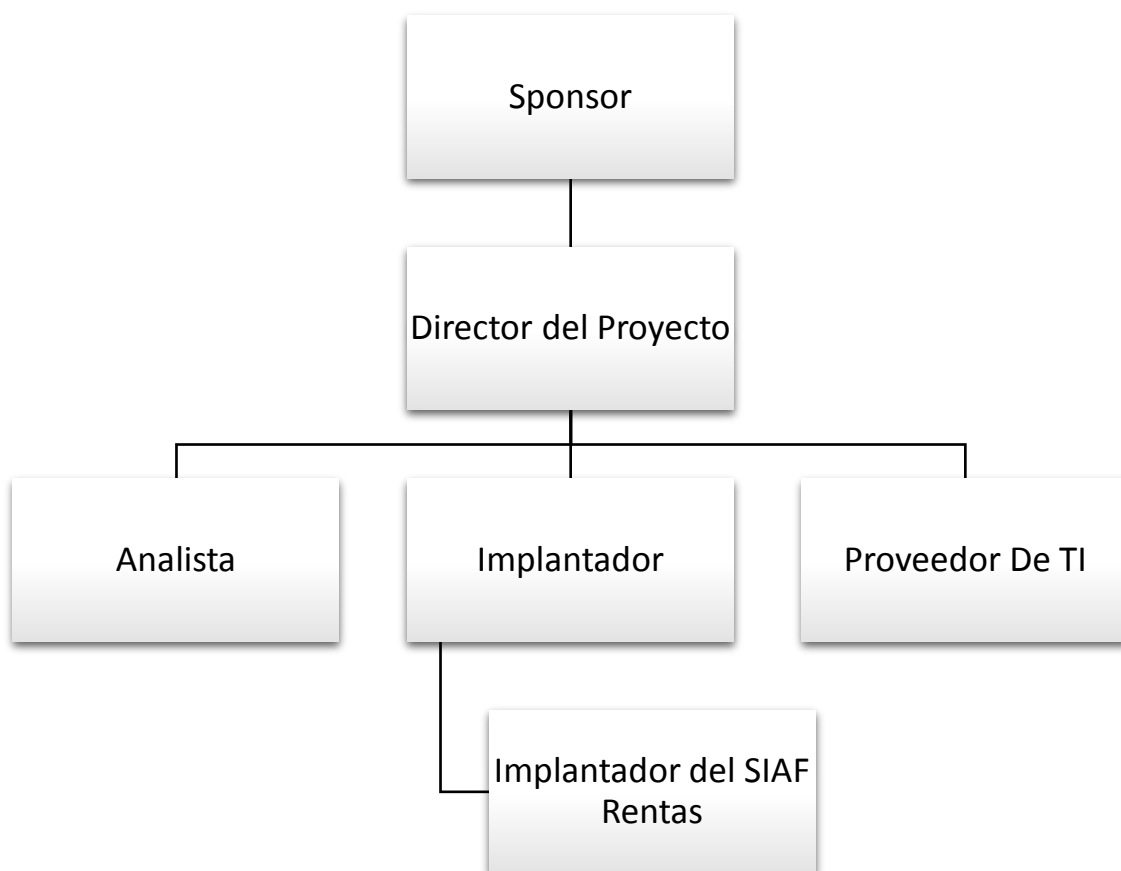 Sponsor
Director del Proyecto
Analista
Implantador
Proveedor De TI
Implantador del SIAF
Rentas